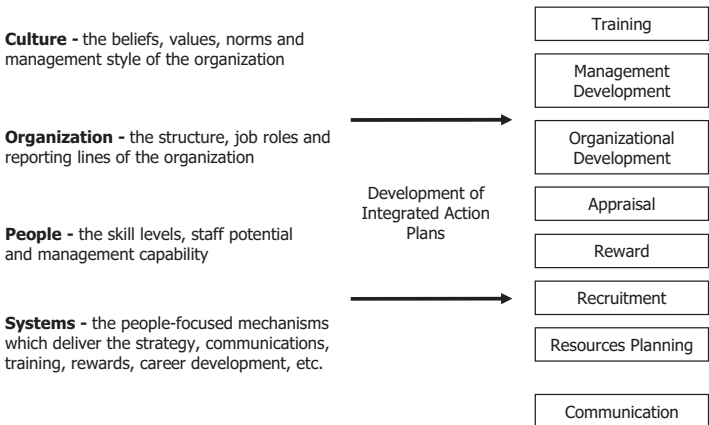 Culture - the beliefs, values, norms and
management style of the organization
Organization - the structure, job roles and
reporting lines of the organization
People - the skill levels, staff potential
and management capability
Systems - the people-focused mechanisms
which deliver the strategy, communications,
training, rewards, career development, etc.
Development of
Integrated Action
Plans
Training
Management
Development
Organizational
Development
Appraisal
Reward
Recruitment
Resources Planning
Communication